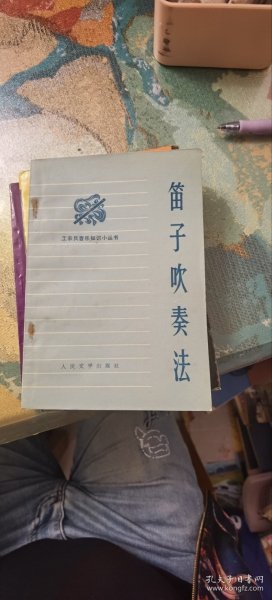 笛子吹奏法
工农兵音乐知识小丛书
人民文学出版社
孔夫子旧书网